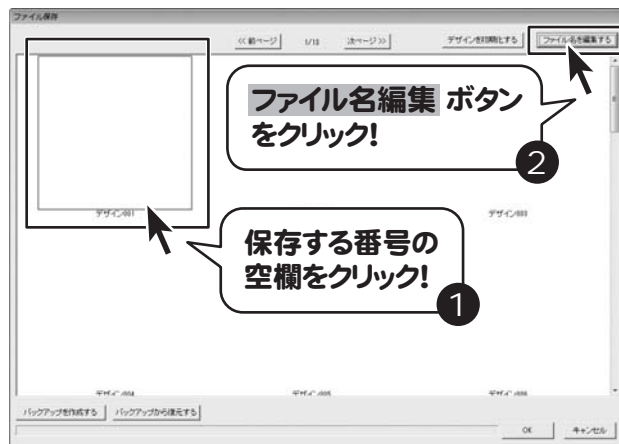 ファイル保存
<<前ページ
1/13
次ページ>>
デザインを初期化する
ファイル名を編集する
ファイル名編集 ボタン
をクリック!
2
デザイン001
デザイン003
保存する番号の
空欄をクリック!
1
デザイン004
デザイン005
デザイン006
バックアップを作成する
バックアップから復元する
OK
キャンセル